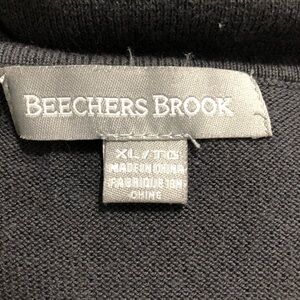 BEECHERS BROOK
XL/TG
MADE IN CHINA
FABRIQUE EN
CHINE